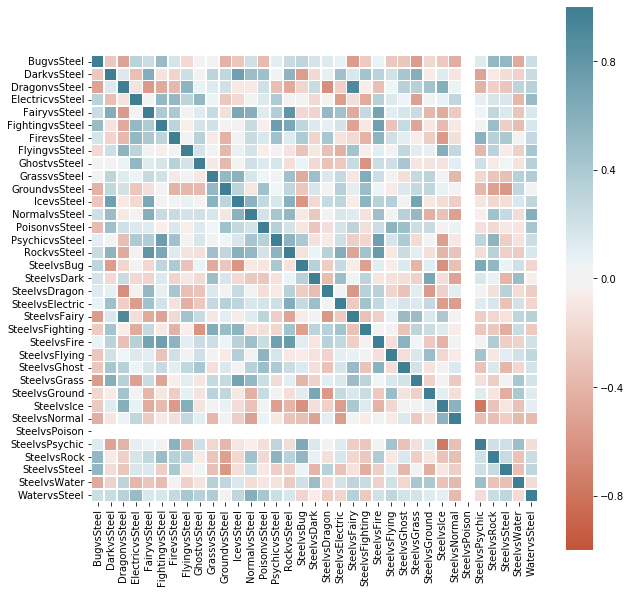 BugvsSteel
DarkvsSteel
DragonvsSteel
ElectricvsSteel
FairyvsSteel
FightingvsSteel
FirevsSteel
FlyingvsSteel
GhostvsSteel
GrassvsSteel
GroundvsSteel
IcevsSteel
NormalvsSteel
PoisonvsSteel
PsychicvsSteel
RockvsSteel
SteelvsBug
SteelvsDark
SteelvsDragon
SteelvsElectric
SteelvsFairy
SteelvsFighting
SteelvsFire
SteelvsFlying
SteelvsGhost
SteelvsGrass
SteelvsGround
SteelvsIce
SteelvsNormal
SteelvsPoison
SteelvsPsychic
SteelvsRock
SteelvsSteel
SteelvsWater
WatervsSteel
BugvsSteel
DarkvsSteel
DragonvsSteel
ElectricvsSteel
FairyvsSteel
FightingvsSteel
FirevsSteel
FlyingvsSteel
GhostvsSteel
GrassvsSteel
GroundvsSteel
IcevsSteel
NormalvsSteel
PoisonvsSteel
PsychicvsSteel
RockvsSteel
SteelvsBug
SteelvsDark
SteelvsDragon
SteelvsElectric
SteelvsFairy
SteelvsFighting
SteelvsFire
SteelvsFlying
SteelvsGhost
SteelvsGrass
SteelvsGround
SteelvsIce
SteelvsNormal
SteelvsPoison
SteelvsPsychic
SteelvsRock
SteelvsSteel
SteelvsWater
WatervsSteel
0.8
0.4
0.0
−0.4
−0.8